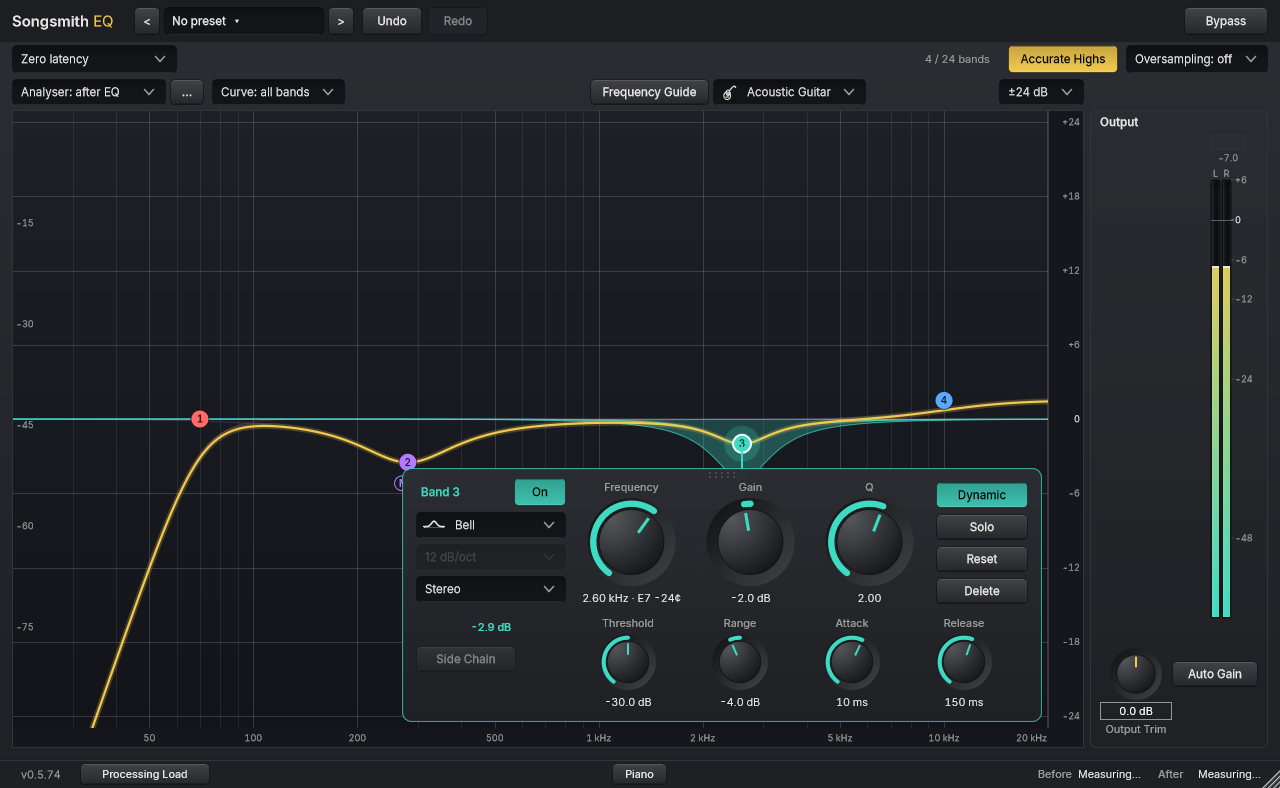 Songsmith EQ
< No preset > Undo Redo Bypass
Zero latency 4 / 24 bands Accurate Highs Oversampling: off
Analyser: after EQ ... Curve: all bands Frequency Guide Acoustic Guitar ±24 dB
+24
+18
+12
+6
0
-6
-12
-18
-24
-15
-30
-45
-60
-75
1
2
3
4
50 100 200 500 1 kHz 2 kHz 5 kHz 10 kHz 20 kHz
Band 3 On
Bell
12 dB/oct
Stereo
-2.9 dB
Side Chain
Frequency Gain Q
2.60 kHz · E7 -24¢ -2.0 dB 2.00
Threshold Range Attack Release
-30.0 dB -4.0 dB 10 ms 150 ms
Dynamic
Solo
Reset
Delete
Output
-7.0
L R
+6
0
-6
-12
-24
-48
Auto Gain
0.0 dB
Output Trim
v0.5.74 Processing Load Piano Before Measuring... After Measuring...